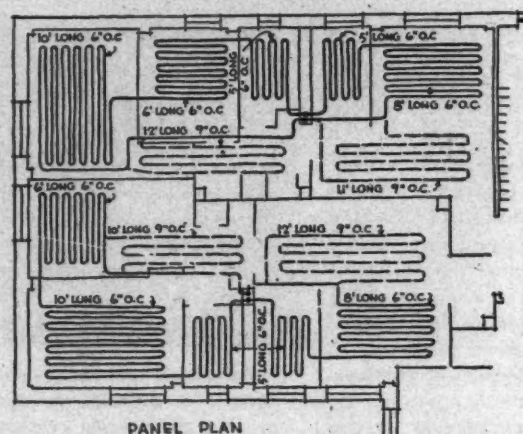 10' LONG 6" O.C.
5' LONG
6" O.C.
5' LONG
6" O.C.
6' LONG 6" O.C.
8' LONG 6" O.C.
12' LONG 9" O.C.
11' LONG 9" O.C.
6' LONG 6" O.C.
10' LONG 9" O.C.
12' LONG 9" O.C.
10' LONG 6" O.C.
5' LONG 6" O.C.
8' LONG 6" O.C.
PANEL PLAN